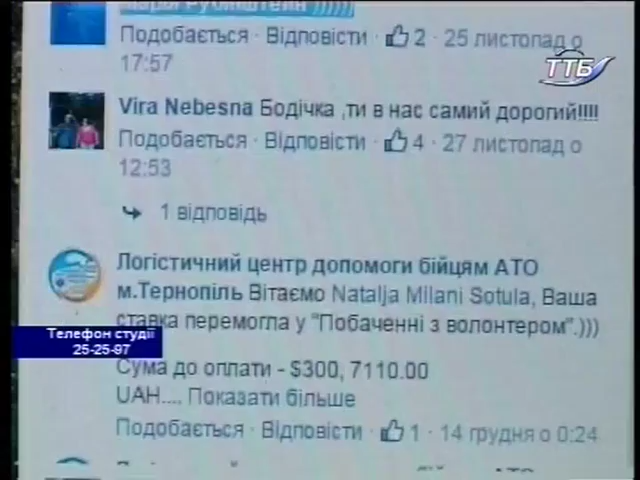 Подобається · Відповісти · 2 · 25 листопад о
17:57
ТТБ
Vira Nebesna Бодічка ,ти в нас самий дорогий!!!!
Подобається · Відповісти · 4 · 27 листопад о
12:53
1 відповідь
Логістичний центр допомоги бійцям АТО
м.Тернопіль Вітаємо Natalja Milani Sotula, Ваша
ставка перемогла у "Побаченні з волонтером".)))
Телефон студії
25-25-97
Сума до оплати - $300, 7110.00
UAH.... Показати більше
Подобається · Відповісти · 1 · 14 грудня о 0:24